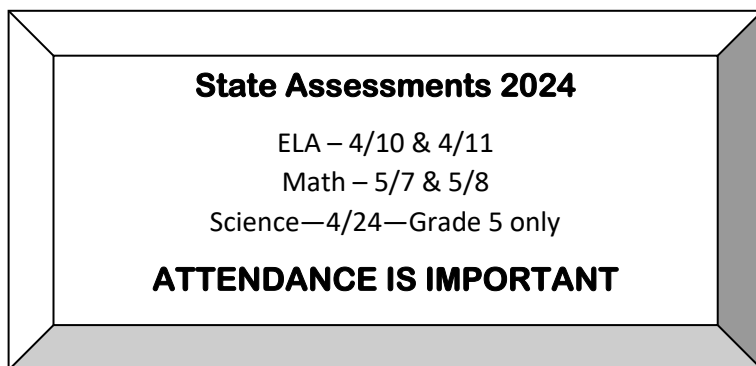 State Assessments 2024
ELA – 4/10 & 4/11
Math – 5/7 & 5/8
Science—4/24—Grade 5 only
ATTENDANCE IS IMPORTANT